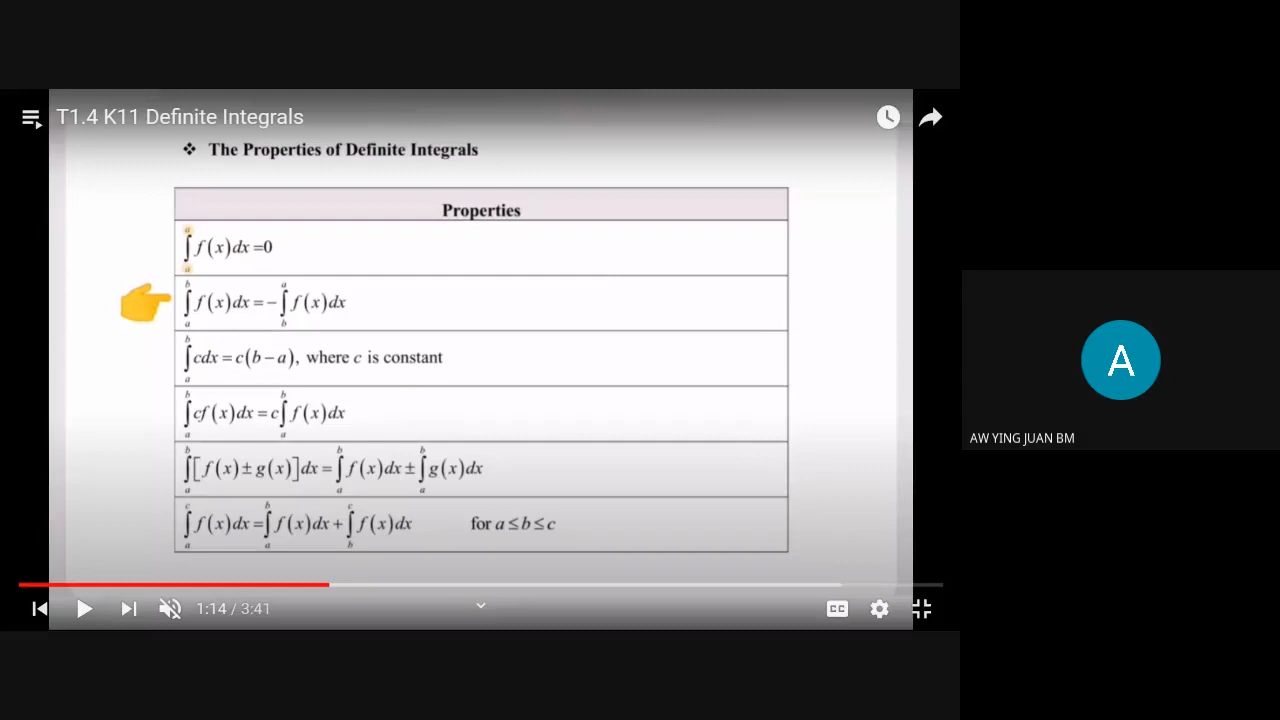 T1.4 K11 Definite Integrals
❖ The Properties of Definite Integrals
Properties
∫_a^a f(x)dx=0
∫_a^b f(x)dx=-∫_b^a f(x)dx
∫_a^b cdx=c(b-a), where c is constant
∫_a^b cf(x)dx=c∫_a^b f(x)dx
∫_a^b [f(x)±g(x)]dx=∫_a^b f(x)dx±∫_a^b g(x)dx
∫_a^c f(x)dx=∫_a^b f(x)dx+∫_b^c f(x)dx for a≤b≤c
1:14 / 3:41
CC
A
AW YING JUAN BM